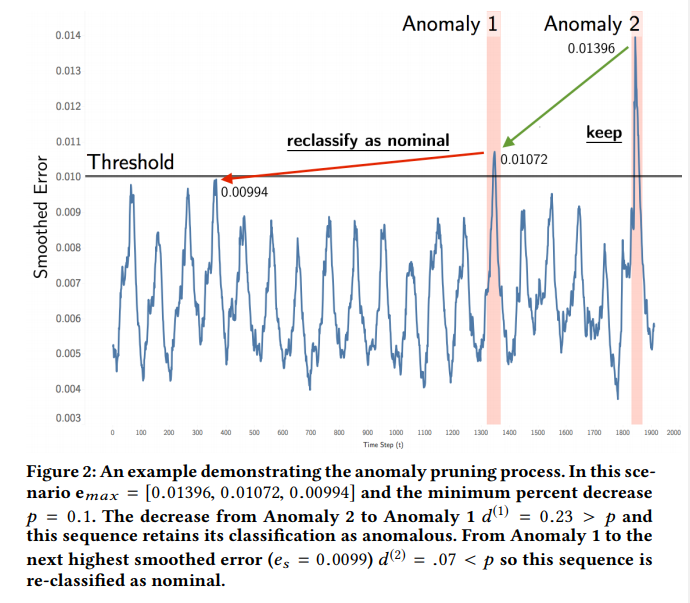 Anomaly 1 Anomaly 2
0.014
0.01396
0.013
0.012
keep
0.011
reclassify as nominal
0.01072
Threshold
0.010
0.00994
0.009
0.008
0.007
0.006
0.005
0.004
0.003
Smoothed Error
0 100 200 300 400 500 600 700 800 900 1000 1100 1200 1300 1400 1500 1600 1700 1800 1900 2000
Time Step (t)
Figure 2: An example demonstrating the anomaly pruning process. In this sce-
nario e_max = [0.01396, 0.01072, 0.00994] and the minimum percent decrease
p = 0.1. The decrease from Anomaly 2 to Anomaly 1 d^(1) = 0.23 > p and
this sequence retains its classification as anomalous. From Anomaly 1 to the
next highest smoothed error (e_s = 0.0099) d^(2) = .07 < p so this sequence is
re-classified as nominal.